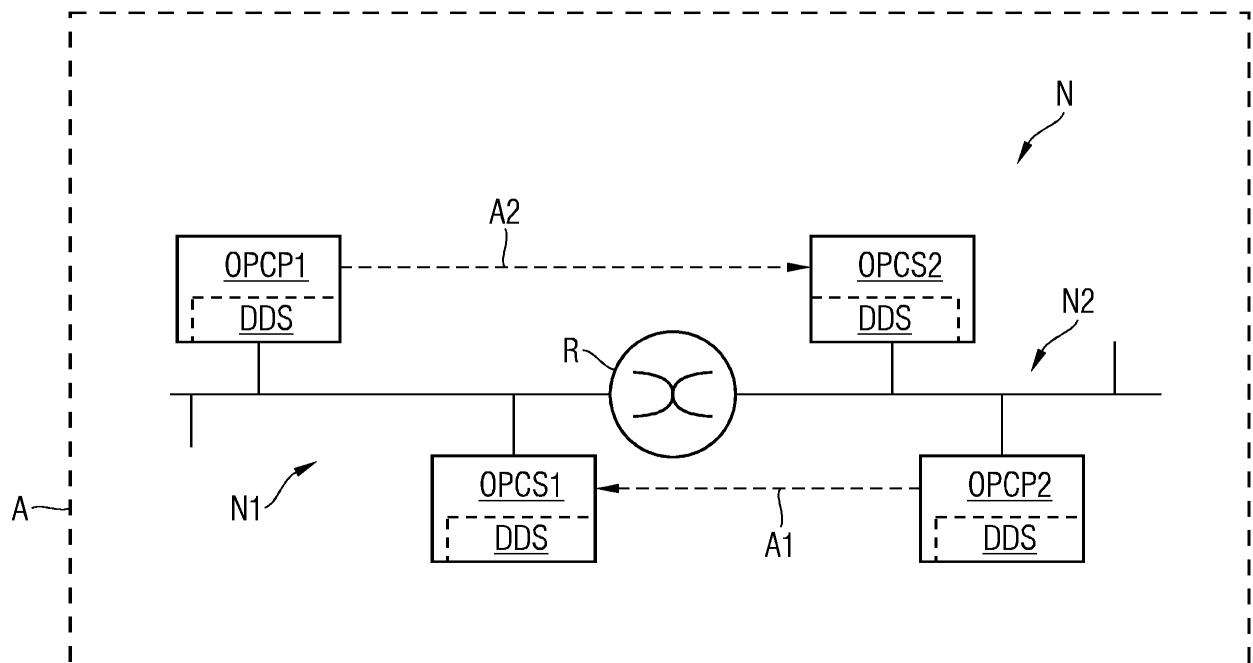 N
A2
OPCP1
DDS
OPCS2
DDS
N2
R
A
N1
OPCS1
DDS
A1
OPCP2
DDS